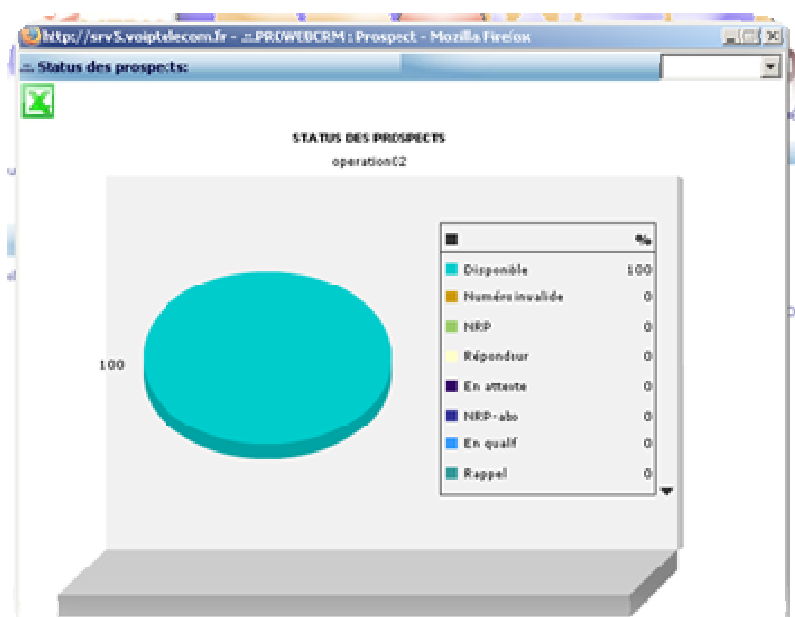 http://srv5.voiptelecom.fr - .::PROWEBCRM : Prospect - Mozilla Firefox
.::. Status des prospects:
STATUS DES PROSPECTS
operation02
%
Disponible 100
Numéro invalide 0
NRP 0
Répondeur 0
En attente 0
NRP-abo 0
En qualif 0
Rappel 0
100